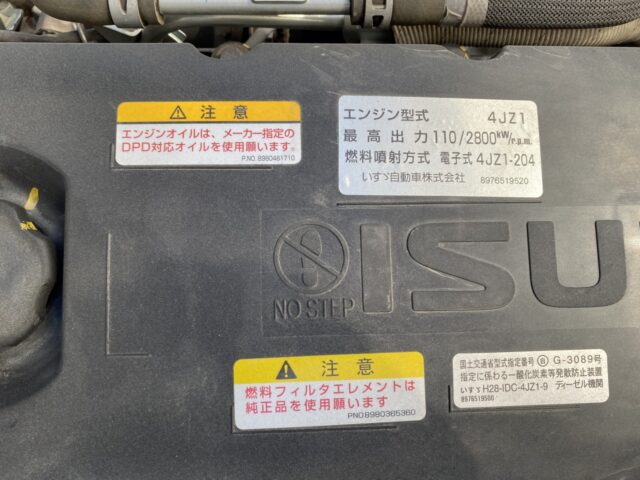 注意
エンジンオイルは、メーカー指定の
DPD対応オイルを使用願います。
P.NO. 8980461710
エンジン型式 4JZ1
最高出力 110/2800kW/r.p.m.
燃料噴射方式 電子式 4JZ1-204
いすゞ自動車株式会社 8976519520
NO STEP
ISU
注意
燃料フィルタエレメントは
純正品を使用願います
P.NO8980365360
国土交通省型式指定番号 Ⓑ G-3089号
指定に係わる一酸化炭素等発散防止装置
いすゞH28-IDC-4JZ1-9 ディーゼル機関
8976519500